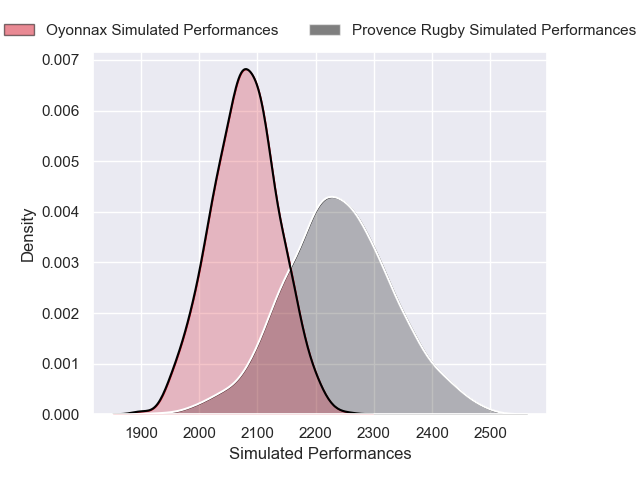 Oyonnax Simulated Performances
Provence Rugby Simulated Performances
0.007
0.006
0.005
0.004
0.003
0.002
0.001
0.000
Density
1900 2000 2100 2200 2300 2400 2500
Simulated Performances